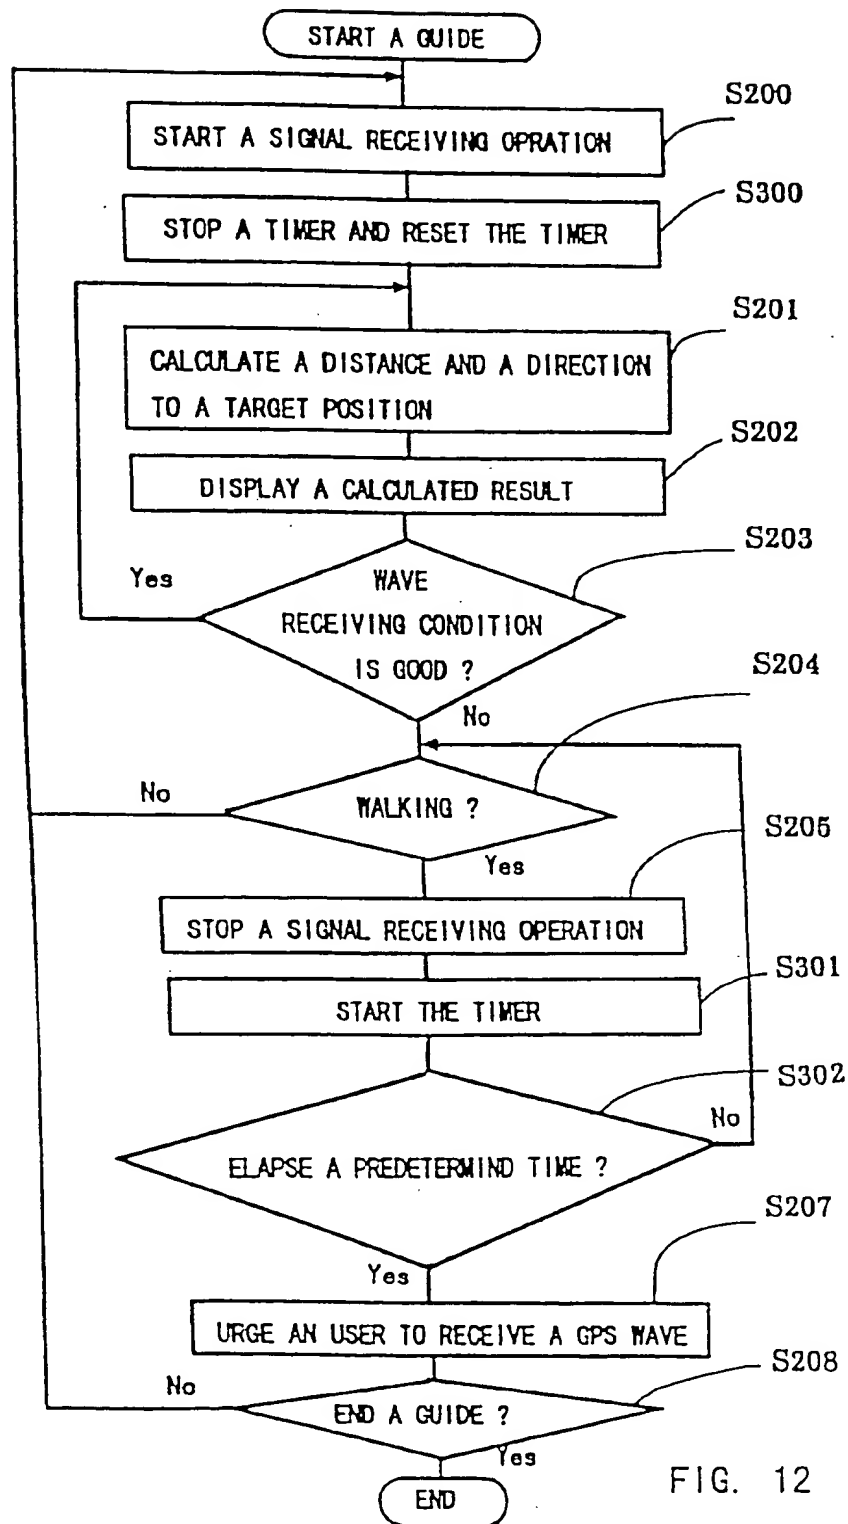 START A GUIDE
S200
START A SIGNAL RECEIVING OPRATION
S300
STOP A TIMER AND RESET THE TIMER
S201
CALCULATE A DISTANCE AND A DIRECTION
TO A TARGET POSITION
S202
DISPLAY A CALCULATED RESULT
S203
Yes
WAVE
RECEIVING CONDITION
IS GOOD ?
S204
No
No
WALKING ?
S205
Yes
STOP A SIGNAL RECEIVING OPERATION
S301
START THE TIMER
S302
No
ELAPSE A PREDETERMIND TIME ?
S207
Yes
URGE AN USER TO RECEIVE A GPS WAVE
S208
No
END A GUIDE ?
Yes
END
FIG. 12